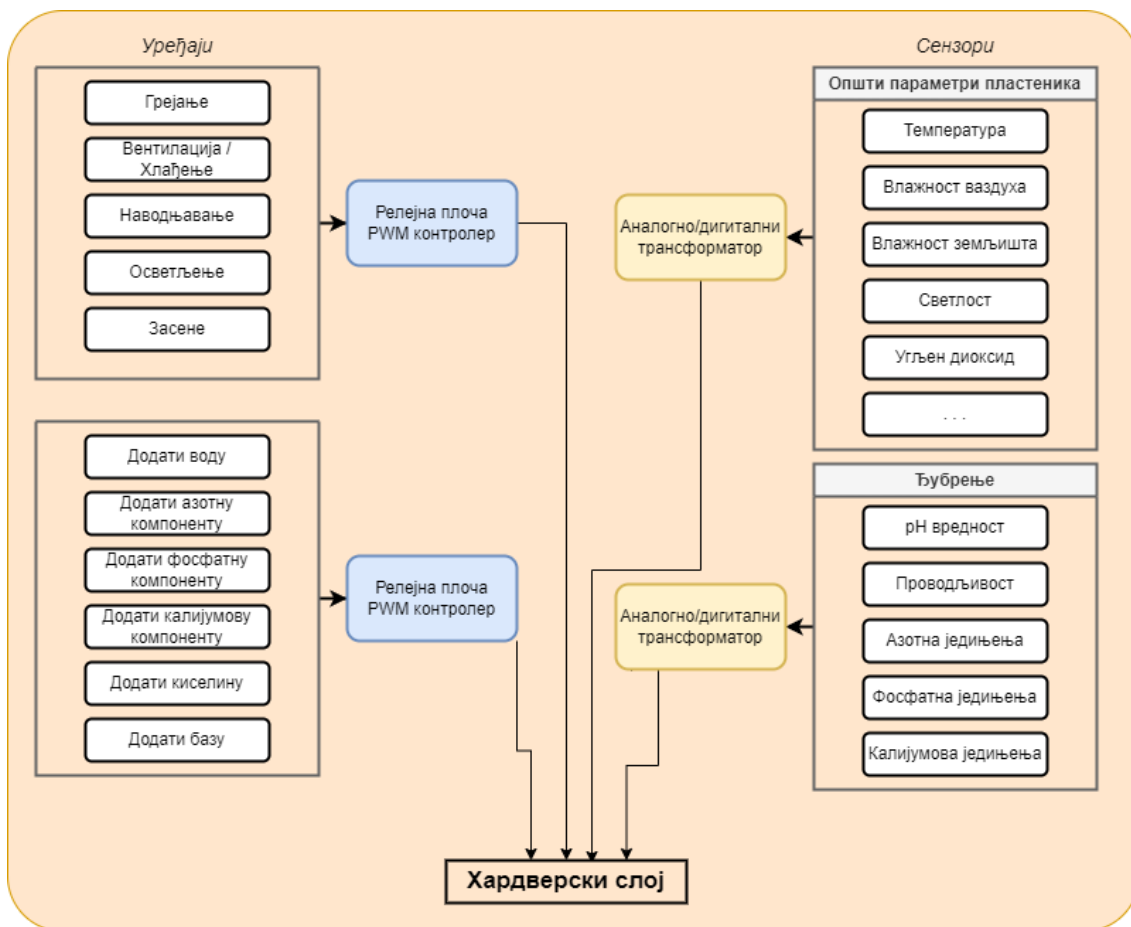 Уређаји
Грејање
Вентилација /
Хлађење
Наводњавање
Осветљење
Засене
Релејна плоча
PWM контролер
Додати воду
Додати азотну
компоненту
Додати фосфатну
компоненту
Додати калијумову
компоненту
Додати киселину
Додати базу
Релејна плоча
PWM контролер
Сензори
Општи параметри пластеника
Температура
Влажност ваздуха
Влажност земљишта
Светлост
Угљен диоксид
. . .
Аналогно/дигитални
трансформатор
Ђубрење
pH вредност
Проводљивост
Азотна једињења
Фосфатна једињења
Калијумова једињења
Аналогно/дигитални
трансформатор
Хардверски слој